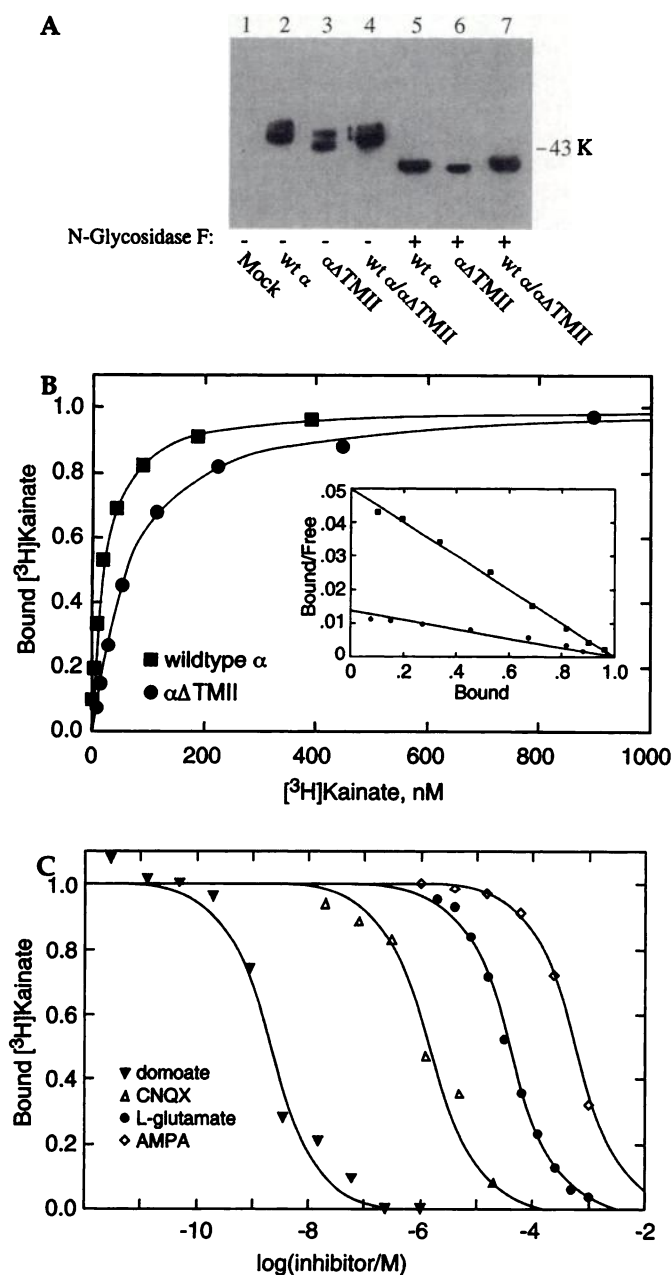 A
1 2 3 4 5 6 7
-43 K
N-Glycosidase F: - - - - + + +
Mock
wt α
αΔTMII
wt α/αΔTMII
wt α
αΔTMII
wt α/αΔTMII
B
Bound [³H]Kainate
1.0
0.8
0.6
0.4
0.2
0.0
wildtype α
αΔTMII
Bound/Free
.05
.04
.03
.02
.01
0
0 .2 .4 .6 .8 1.0
Bound
0 200 400 600 800 1000
[³H]Kainate, nM
C
Bound [³H]Kainate
1.0
0.8
0.6
0.4
0.2
0.0
domoate
CNQX
L-glutamate
AMPA
-10 -8 -6 -4 -2
log(inhibitor/M)